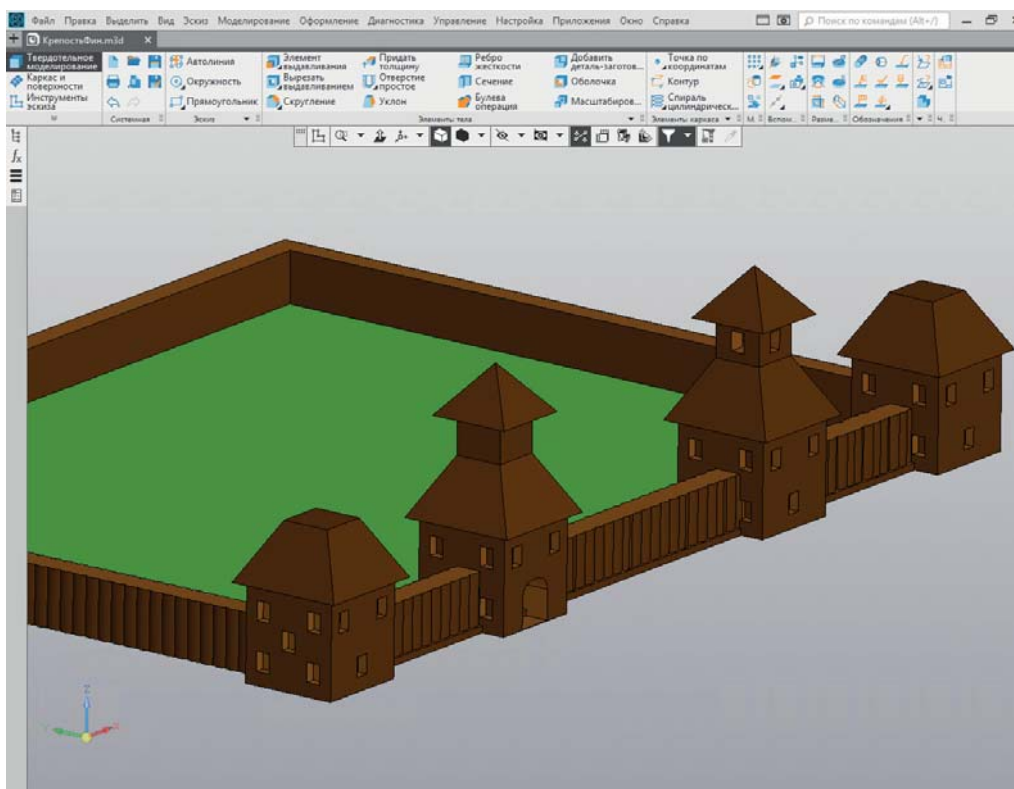 Файл Правка Выделить Вид Эскиз Моделирование Оформление Диагностика Управление Настройка Приложения Окно Справка
Поиск по командам (Alt+/)
КрепостьФин.m3d
Твердотельное моделирование
Каркас и поверхности
Инструменты эскиза
Системная
Автолиния
Окружность
Прямоугольник
Эскиз
Элемент выдавливания
Вырезать выдавливанием
Скругление
Придать толщину
Отверстие простое
Уклон
Ребро жесткости
Сечение
Булева операция
Добавить деталь-заготов...
Оболочка
Масштабиров...
Элементы тела
Точка по координатам
Контур
Спираль цилиндрическ...
Элементы каркаса
М.
Вспом...
Разме...
Обозначения
Ч.
Z